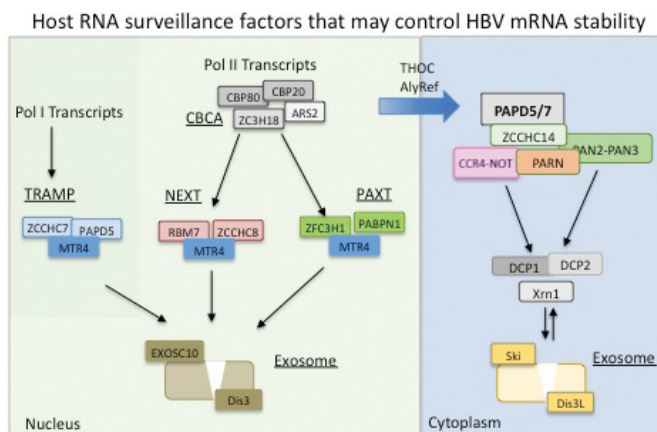 Host RNA surveillance factors that may control HBV mRNA stability
Pol I Transcripts
TRAMP
ZCCHC7
PAPD5
MTR4
Pol II Transcripts
CBP80
CBP20
CBCA
ZC3H18
ARS2
NEXT
RBM7
ZCCHC8
MTR4
PAXT
ZFC3H1
PABPN1
MTR4
EXOSC10
Exosome
Dis3
Nucleus
THOC
AlyRef
PAPD5/7
ZCCHC14
CCR4-NOT
PARN
PAN2-PAN3
DCP1
DCP2
Xrn1
Ski
Exosome
Dis3L
Cytoplasm